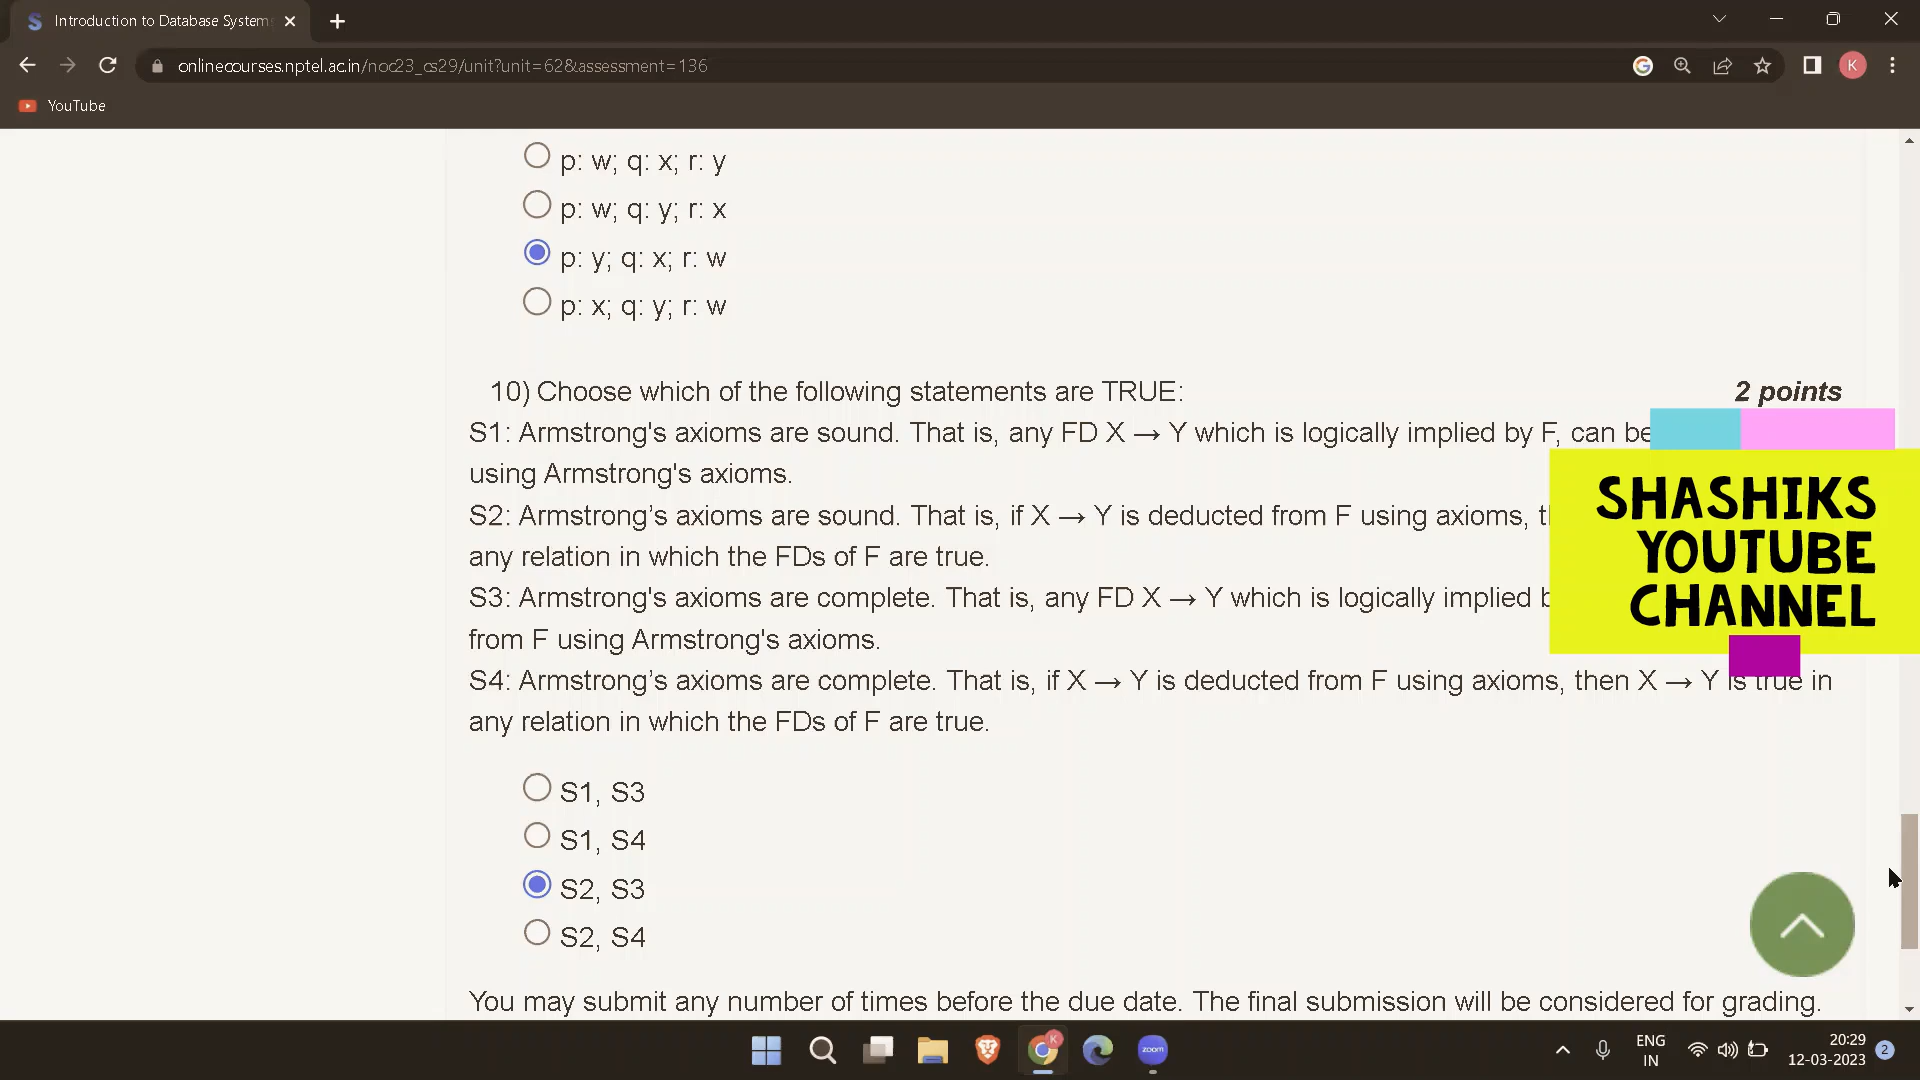 Introduction to Database System
onlinecourses.nptel.ac.in/noc23_cs29/unit?unit=62&assessment=136
K
YouTube
p: w; q: x; r: y
p: w; q: y; r: x
p: y; q: x; r: w
p: x; q: y; r: w
10) Choose which of the following statements are TRUE:
2 points
S1: Armstrong's axioms are sound. That is, any FD X → Y which is logically implied by F, can be
using Armstrong's axioms.
S2: Armstrong’s axioms are sound. That is, if X → Y is deducted from F using axioms,
any relation in which the FDs of F are true.
S3: Armstrong's axioms are complete. That is, any FD X → Y which is logically implied
from F using Armstrong's axioms.
S4: Armstrong’s axioms are complete. That is, if X → Y is deducted from F using axioms, then X → Y is true in
any relation in which the FDs of F are true.
SHASHIKS
YOUTUBE
CHANNEL
S1, S3
S1, S4
S2, S3
S2, S4
You may submit any number of times before the due date. The final submission will be considered for grading.
K
zoom
ENG
IN
20:29
12-03-2023
2